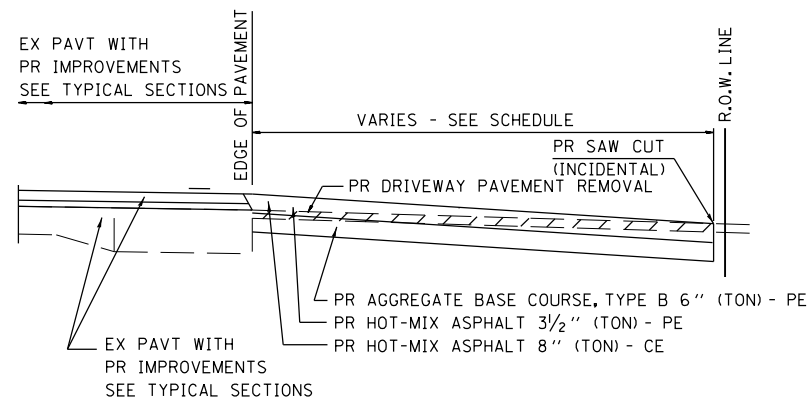 EX PAVT WITH
PR IMPROVEMENTS
SEE TYPICAL SECTIONS
EDGE OF PAVEMENT
VARIES - SEE SCHEDULE
R.O.W. LINE
PR SAW CUT
(INCIDENTAL)
PR DRIVEWAY PAVEMENT REMOVAL
PR AGGREGATE BASE COURSE, TYPE B 6" (TON) - PE
PR HOT-MIX ASPHALT 3½" (TON) - PE
PR HOT-MIX ASPHALT 8" (TON) - CE
EX PAVT WITH
PR IMPROVEMENTS
SEE TYPICAL SECTIONS